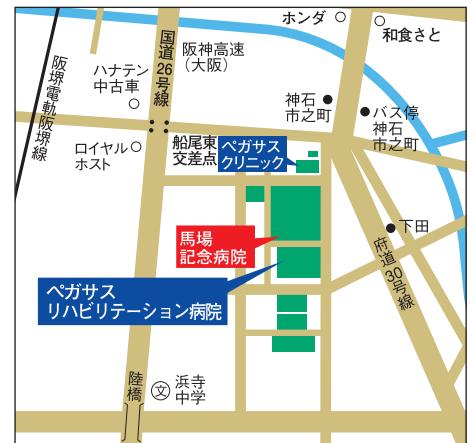 ホンダ
和食さと
阪神高速
(大阪)
国道26号線
阪堺電軌阪堺線
ハナテン
中古車
神石
市之町
バス停
神石
市之町
ロイヤル
ホスト
船尾東
交差点
ペガサス
クリニック
下田
馬場
記念病院
府道30号線
ペガサス
リハビリテーション病院
陸橋
文
浜寺
中学